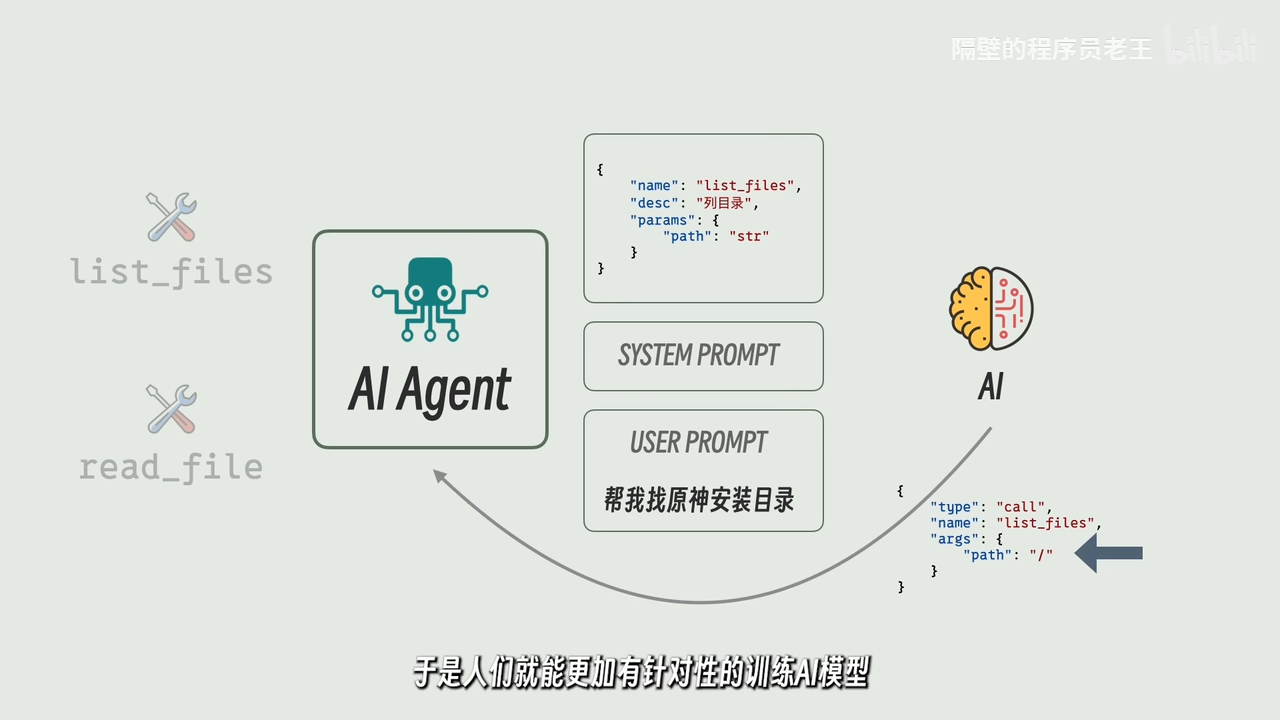 隔壁的程序员老王 bilibili
{
"name": "list_files",
"desc": "列目录",
"params": {
"path": "str"
}
}
list_files
AI Agent
SYSTEM PROMPT
AI
USER PROMPT
帮我找原神安装目录
read_file
{
"type": "call",
"name": "list_files",
"args": {
"path": "/"
}
}
于是人们就能更加有针对性的训练AI模型